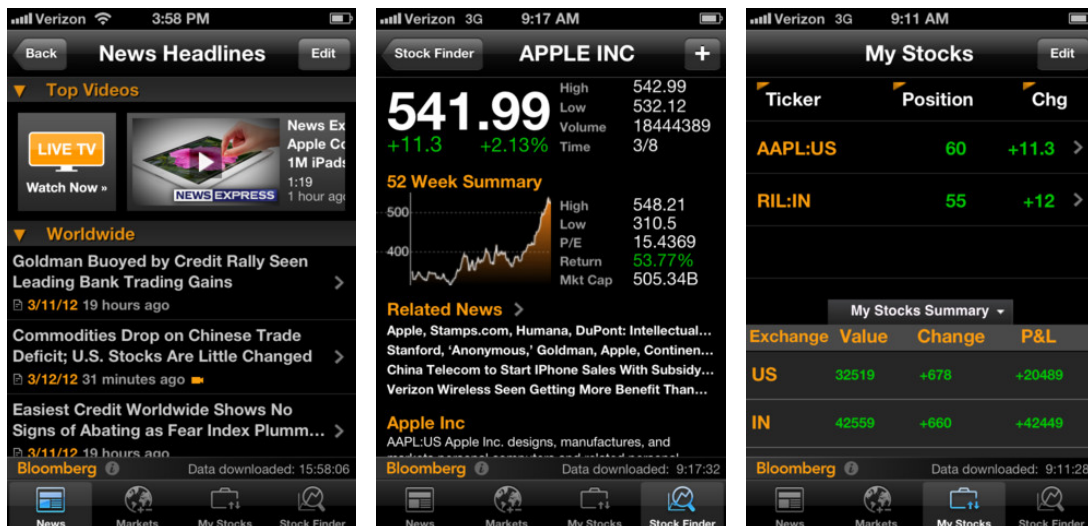 Verizon 3:58 PM
Back News Headlines Edit
Top Videos
LIVE TV
Watch Now »
NEWS EXPRESS
News Ex
Apple Co
1M iPads
1:19
1 hour ago
Worldwide
Goldman Buoyed by Credit Rally Seen
Leading Bank Trading Gains
3/11/12 19 hours ago
Commodities Drop on Chinese Trade
Deficit; U.S. Stocks Are Little Changed
3/12/12 31 minutes ago
Easiest Credit Worldwide Shows No
Signs of Abating as Fear Index Plumm...
3/11/12 19 hours ago
Bloomberg Data downloaded: 15:58:06
News Markets My Stocks Stock Finder
Verizon 3G 9:17 AM
Stock Finder APPLE INC +
541.99
+11.3 +2.13%
High 542.99
Low 532.12
Volume 18444389
Time 3/8
52 Week Summary
500
400
High 548.21
Low 310.5
P/E 15.4369
Return 53.77%
Mkt Cap 505.34B
Related News
Apple, Stamps.com, Humana, DuPont: Intellectual...
Stanford, ‘Anonymous,’ Goldman, Apple, Continen...
China Telecom to Start IPhone Sales With Subsidy...
Verizon Wireless Seen Getting More Benefit Than...
Apple Inc
AAPL:US Apple Inc. designs, manufactures, and
Bloomberg Data downloaded: 9:17:32
News Markets My Stocks Stock Finder
Verizon 3G 9:11 AM
My Stocks Edit
Ticker Position Chg
AAPL:US 60 +11.3
RIL:IN 55 +12
My Stocks Summary
Exchange Value Change P&L
US 32519 +678 +20489
IN 42559 +660 +42449
Bloomberg Data downloaded: 9:11:28
News Markets My Stocks Stock Finder